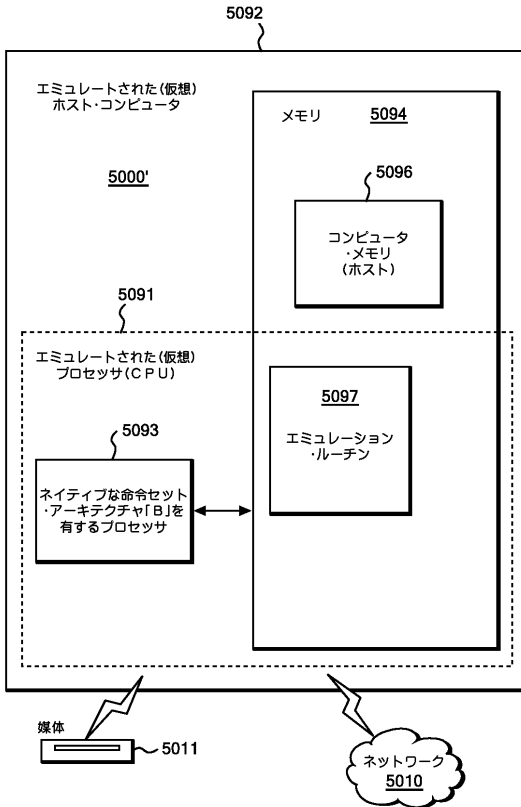 5092
エミュレートされた(仮想)
ホスト・コンピュータ
5000'
メモリ 5094
5096
コンピュータ
・メモリ
(ホスト)
5091
エミュレートされた(仮想)
プロセッサ(CPU)
5097
エミュレーション
・ルーチン
5093
ネイティブな命令セット
・アーキテクチャ「B」を
有するプロセッサ
媒体
5011
ネットワーク
5010